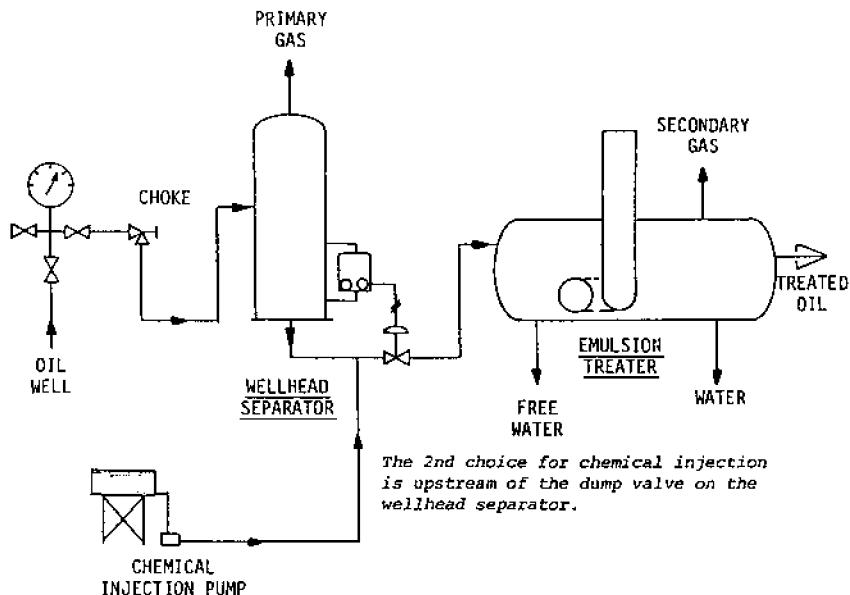 PRIMARY
GAS
SECONDARY
GAS
CHOKE
TREATED
OIL
OIL
WELL
WELLHEAD
SEPARATOR
EMULSION
TREATER
FREE
WATER
WATER
The 2nd choice for chemical injection
is upstream of the dump valve on the
wellhead separator.
CHEMICAL
INJECTION PUMP